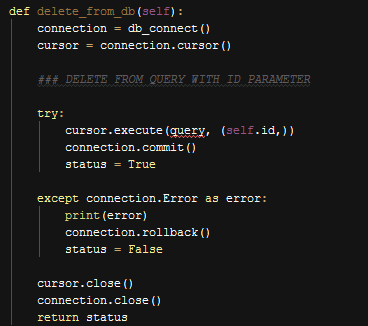 def delete_from_db(self):
connection = db_connect()
cursor = connection.cursor()
### DELETE FROM QUERY WITH ID PARAMETER
try:
cursor.execute(query, (self.id,))
connection.commit()
status = True
except connection.Error as error:
print(error)
connection.rollback()
status = False
cursor.close()
connection.close()
return status